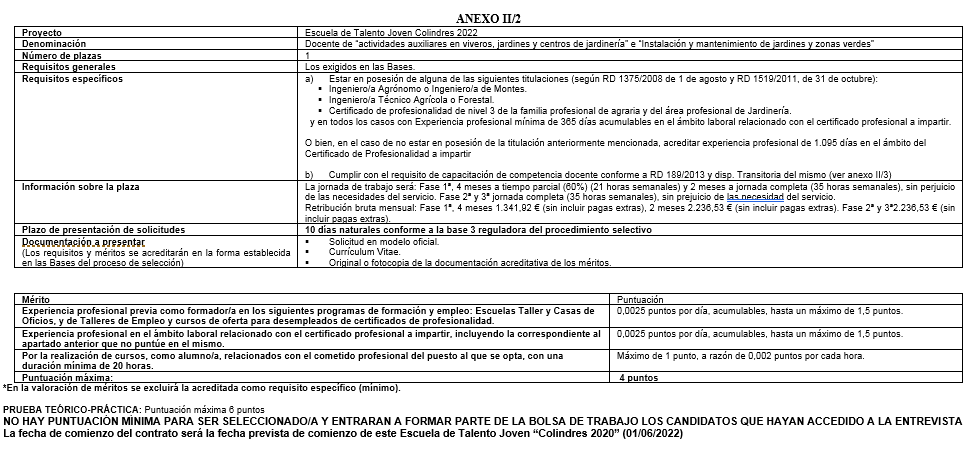 ANEXO II/2
Proyecto
Escuela de Talento Joven Colindres 2022
Denominación
Docente de "actividades auxiliares en viveros, jardines y centros de jardinería" e "Instalación y mantenimiento de jardines y zonas verdes"
Número de plazas
1
Requisitos generales
Los exigidos en las Bases.
Requisitos específicos
a) Estar en posesión de alguna de las siguientes titulaciones (según RD 1375/2008 de 1 de agosto y RD 1519/2011, de 31 de octubre):
▪ Ingeniero/a Agrónomo o Ingeniero/a de Montes.
▪ Ingeniero/a Técnico Agrícola o Forestal.
▪ Certificado de profesionalidad de nivel 3 de la familia profesional de agraria y del área profesional de Jardinería.
y en todos los casos con Experiencia profesional mínima de 365 días acumulables en el ámbito laboral relacionado con el certificado profesional a impartir.
O bien, en el caso de no estar en posesión de la titulación anteriormente mencionada, acreditar experiencia profesional de 1.095 días en el ámbito del
Certificado de Profesionalidad a impartir
b) Cumplir con el requisito de capacitación de competencia docente conforme a RD 189/2013 y disp. Transitoria del mismo (ver anexo II/3)
Información sobre la plaza
La jornada de trabajo será: Fase 1ª, 4 meses a tiempo parcial (60%) (21 horas semanales) y 2 meses a jornada completa (35 horas semanales), sin perjuicio
de las necesidades del servicio. Fase 2ª y 3ª jornada completa (35 horas semanales), sin prejuicio de las necesidad del servicio.
Retribución bruta mensual: Fase 1ª, 4 meses 1.341,92 € (sin incluir pagas extras), 2 meses 2.236,53 € (sin incluir pagas extras). Fase 2ª y 3ª2.236,53 € (sin
incluir pagas extras).
Plazo de presentación de solicitudes
10 días naturales conforme a la base 3 reguladora del procedimiento selectivo
Documentación a presentar
(Los requisitos y méritos se acreditarán en la forma establecida
en las Bases del proceso de selección)
▪ Solicitud en modelo oficial.
▪ Currículum Vitae.
▪ Original o fotocopia de la documentación acreditativa de los méritos.
Mérito
Puntuación
Experiencia profesional previa como formador/a en los siguientes programas de formación y empleo: Escuelas Taller y Casas de
Oficios, y de Talleres de Empleo y cursos de oferta para desempleados de certificados de profesionalidad.
0,0025 puntos por día, acumulables, hasta un máximo de 1,5 puntos.
Experiencia profesional en el ámbito laboral relacionado con el certificado profesional a impartir, incluyendo la correspondiente al
apartado anterior que no puntúe en el mismo.
0,0025 puntos por día, acumulables, hasta un máximo de 1,5 puntos.
Por la realización de cursos, como alumno/a, relacionados con el cometido profesional del puesto al que se opta, con una
duración mínima de 20 horas.
Máximo de 1 punto, a razón de 0,002 puntos por cada hora.
Puntuación máxima:
4 puntos
*En la valoración de méritos se excluirá la acreditada como requisito específico (mínimo).
PRUEBA TEÓRICO-PRÁCTICA: Puntuación máxima 6 puntos
NO HAY PUNTUACIÓN MÍNIMA PARA SER SELECCIONADO/A Y ENTRARAN A FORMAR PARTE DE LA BOLSA DE TRABAJO LOS CANDIDATOS QUE HAYAN ACCEDIDO A LA ENTREVISTA
La fecha de comienzo del contrato será la fecha prevista de comienzo de este Escuela de Talento Joven "Colindres 2020" (01/06/2022)